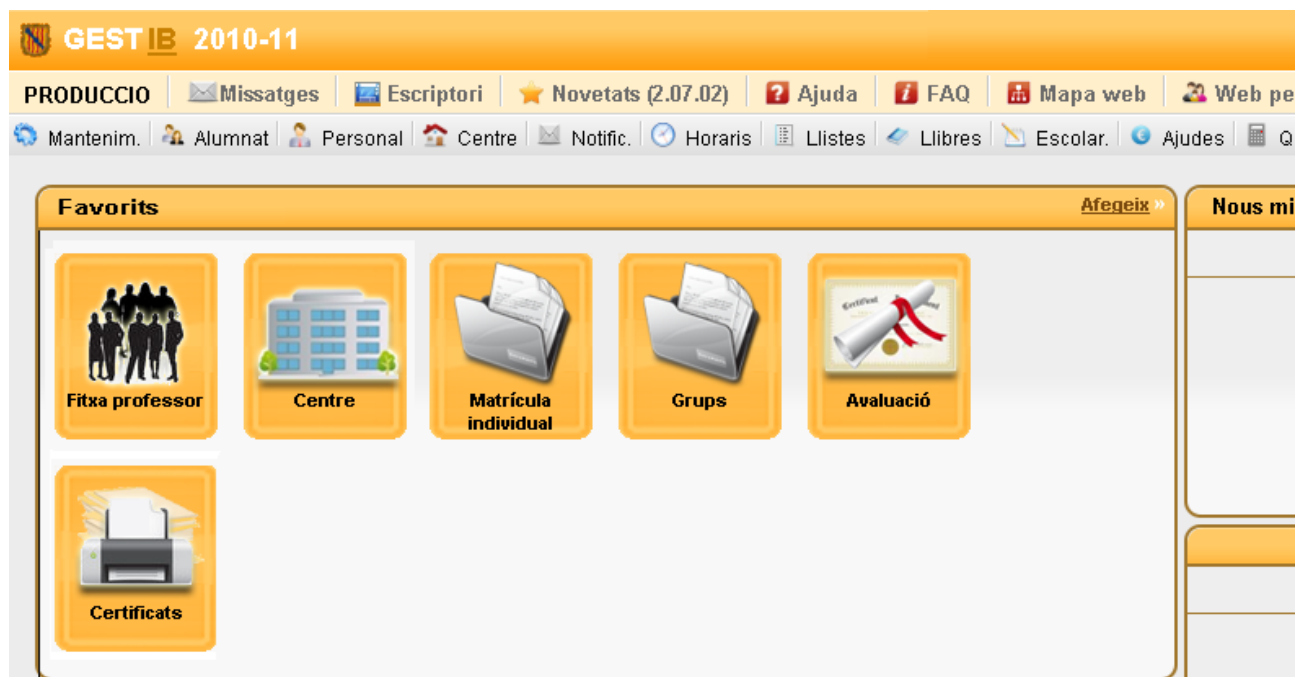 GESTIB 2010-11
PRODUCCIO Missatges Escriptori Novetats (2.07.02) Ajuda FAQ Mapa web Web pe
Mantenim. Alumnat Personal Centre Notific. Horaris Llistes Llibres Escolar. Ajudes Q
Favorits Afegeix » Nous mi
Fitxa professor Centre Matrícula individual Grups Avaluació
Certificats